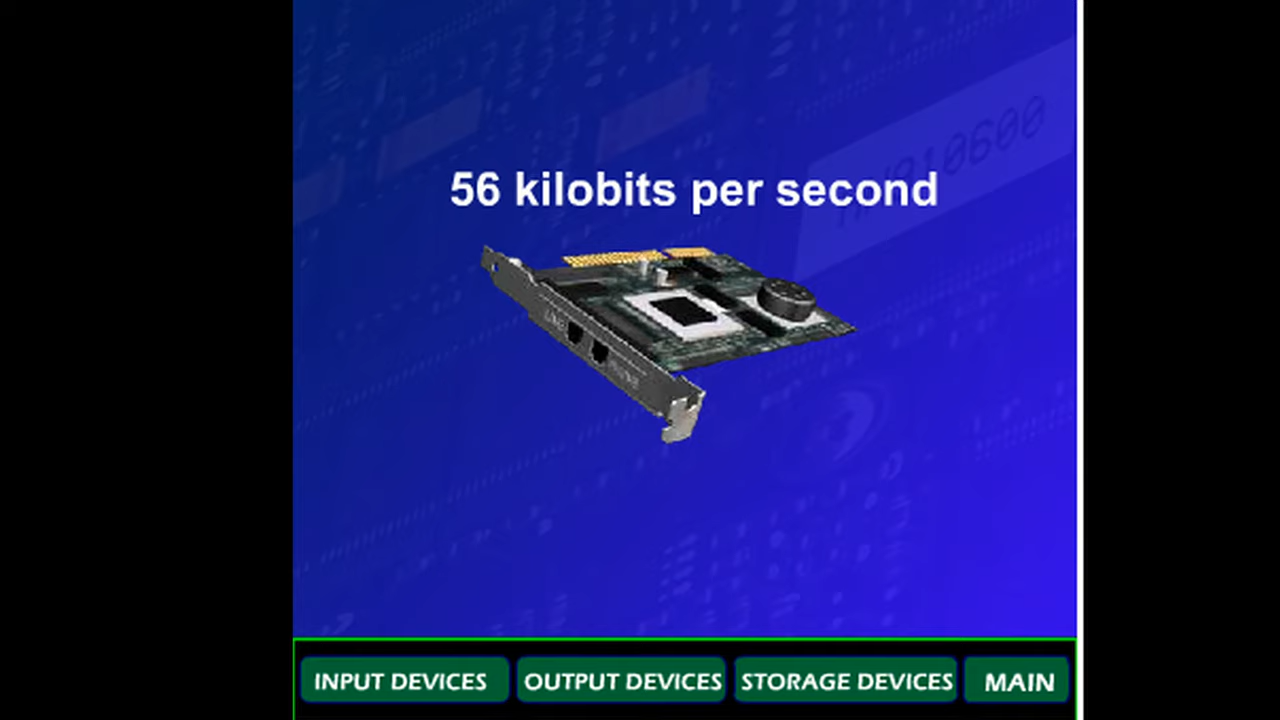 56 kilobits per second
INPUT DEVICES
OUTPUT DEVICES
STORAGE DEVICES
MAIN